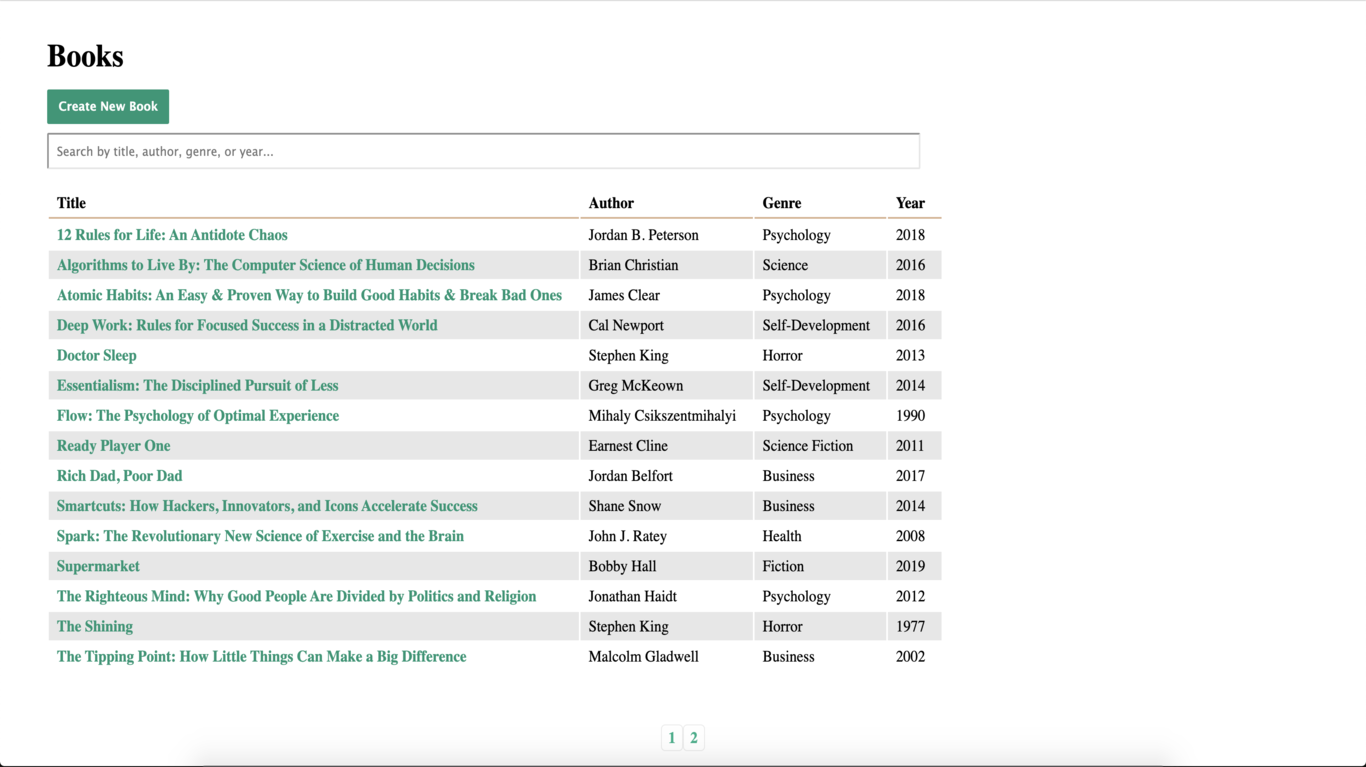 Books
Create New Book
Search by title, author, genre, or year...
Title Author Genre Year
12 Rules for Life: An Antidote Chaos Jordan B. Peterson Psychology 2018
Algorithms to Live By: The Computer Science of Human Decisions Brian Christian Science 2016
Atomic Habits: An Easy & Proven Way to Build Good Habits & Break Bad Ones James Clear Psychology 2018
Deep Work: Rules for Focused Success in a Distracted World Cal Newport Self-Development 2016
Doctor Sleep Stephen King Horror 2013
Essentialism: The Disciplined Pursuit of Less Greg McKeown Self-Development 2014
Flow: The Psychology of Optimal Experience Mihaly Csikszentmihalyi Psychology 1990
Ready Player One Earnest Cline Science Fiction 2011
Rich Dad, Poor Dad Jordan Belfort Business 2017
Smartcuts: How Hackers, Innovators, and Icons Accelerate Success Shane Snow Business 2014
Spark: The Revolutionary New Science of Exercise and the Brain John J. Ratey Health 2008
Supermarket Bobby Hall Fiction 2019
The Righteous Mind: Why Good People Are Divided by Politics and Religion Jonathan Haidt Psychology 2012
The Shining Stephen King Horror 1977
The Tipping Point: How Little Things Can Make a Big Difference Malcolm Gladwell Business 2002
1 2